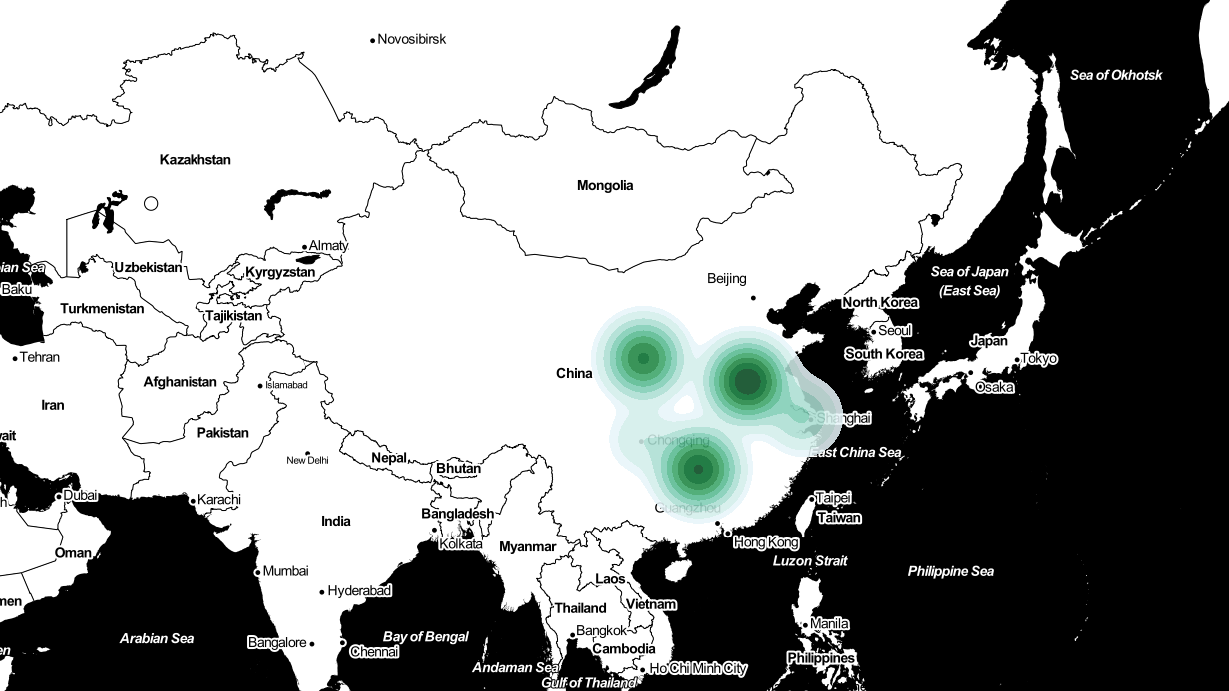 Novosibirsk
Sea of Okhotsk
Kazakhstan
Mongolia
Almaty
ian Sea
Uzbekistan
Kyrgyzstan
Sea of Japan
(East Sea)
Beijing
Baku
Turkmenistan
Tajikistan
North Korea
Seoul
Japan
South Korea
Tehran
Tokyo
China
Afghanistan
Islamabad
Osaka
Iran
Shanghai
Pakistan
wait
Chongqing
East China Sea
Nepal
New Delhi
Bhutan
Dubai
Karachi
Taipei
Guangzhou
Bangladesh
Taiwan
India
Kolkata
Hong Kong
Myanmar
Oman
Luzon Strait
Mumbai
Philippine Sea
Laos
Hyderabad
men
Thailand
Vietnam
Manila
Bangkok
Arabian Sea
Bay of Bengal
Bangalore
Chennai
Cambodia
en
Philippines
Andaman Sea
Ho Chi Minh City
Gulf of Thailand